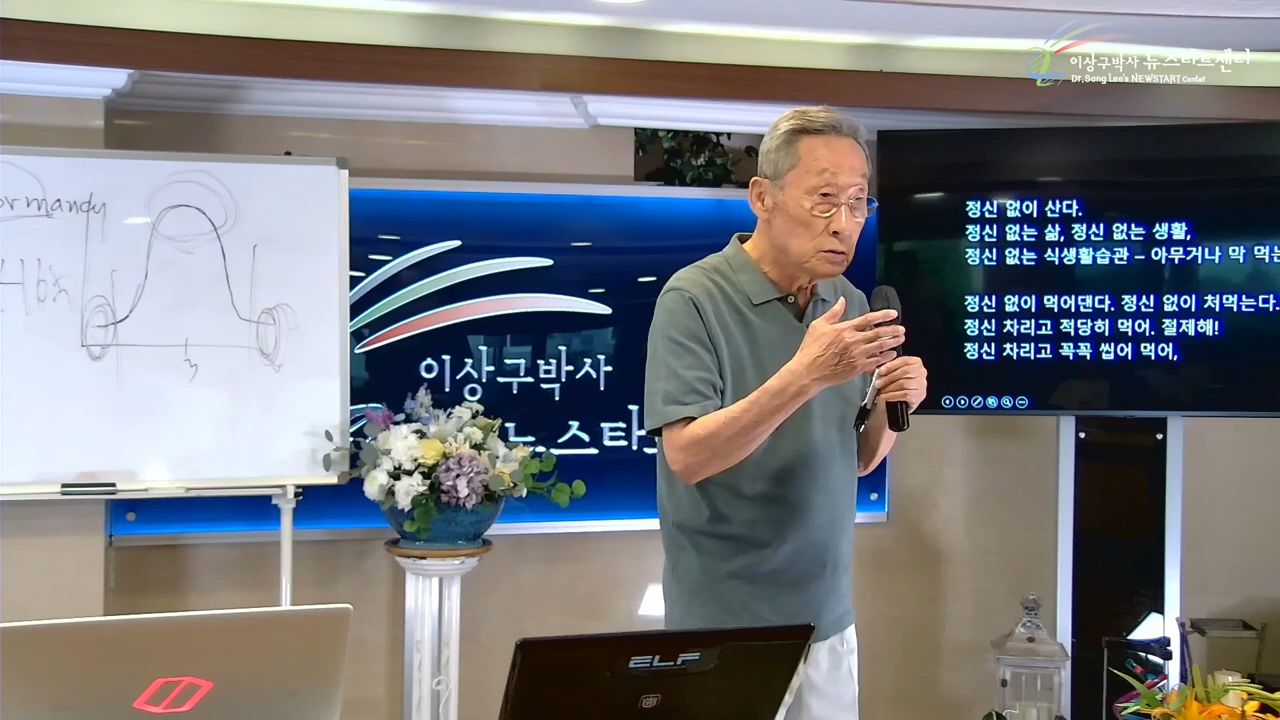 이상구박사 뉴스타트센터
Dr. Sang Lee's NEWSTART Center
ormandy
3
정신 없이 산다.
정신 없는 삶, 정신 없는 생활,
정신 없는 식생활습관 – 아무거나 막 먹는
정신 없이 먹어댄다. 정신 없이 처먹는다.
정신 차리고 적당히 먹어. 절제해!
정신 차리고 꼭꼭 씹어 먹어,
이상구박사
뉴스타
ELF